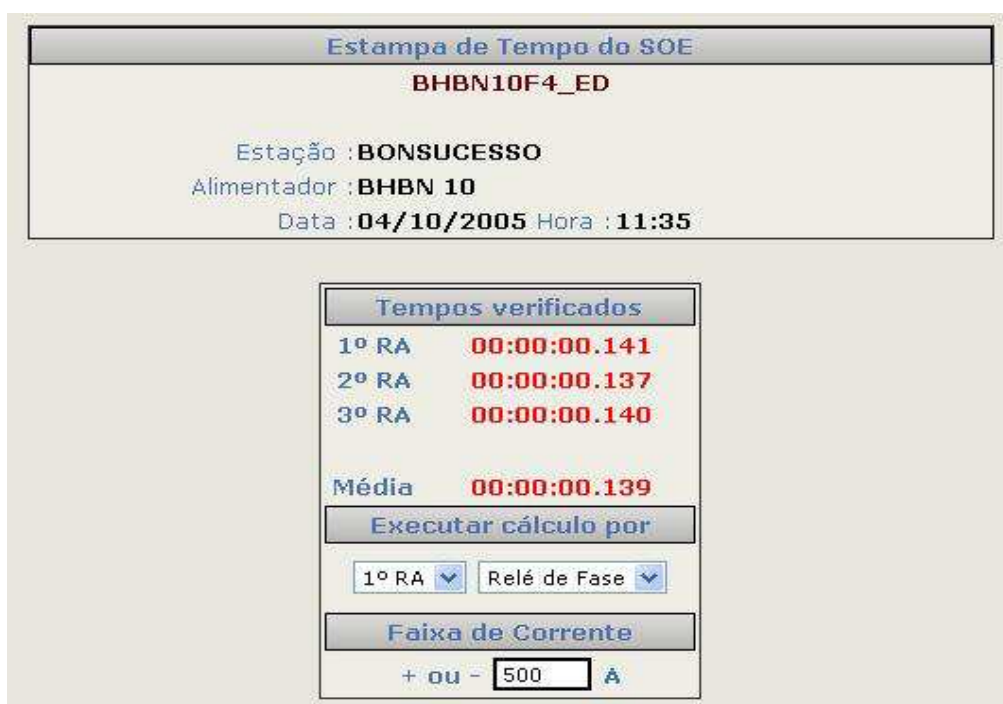 Estampa de Tempo do SOE
BHBN10F4_ED
Estação : BONSUCESSO
Alimentador : BHBN 10
Data : 04/10/2005 Hora : 11:35
Tempos verificados
1º RA 00:00:00.141
2º RA 00:00:00.137
3º RA 00:00:00.140
Média 00:00:00.139
Executar cálculo por
1º RA Relé de Fase
Faixa de Corrente
+ ou - 500 A